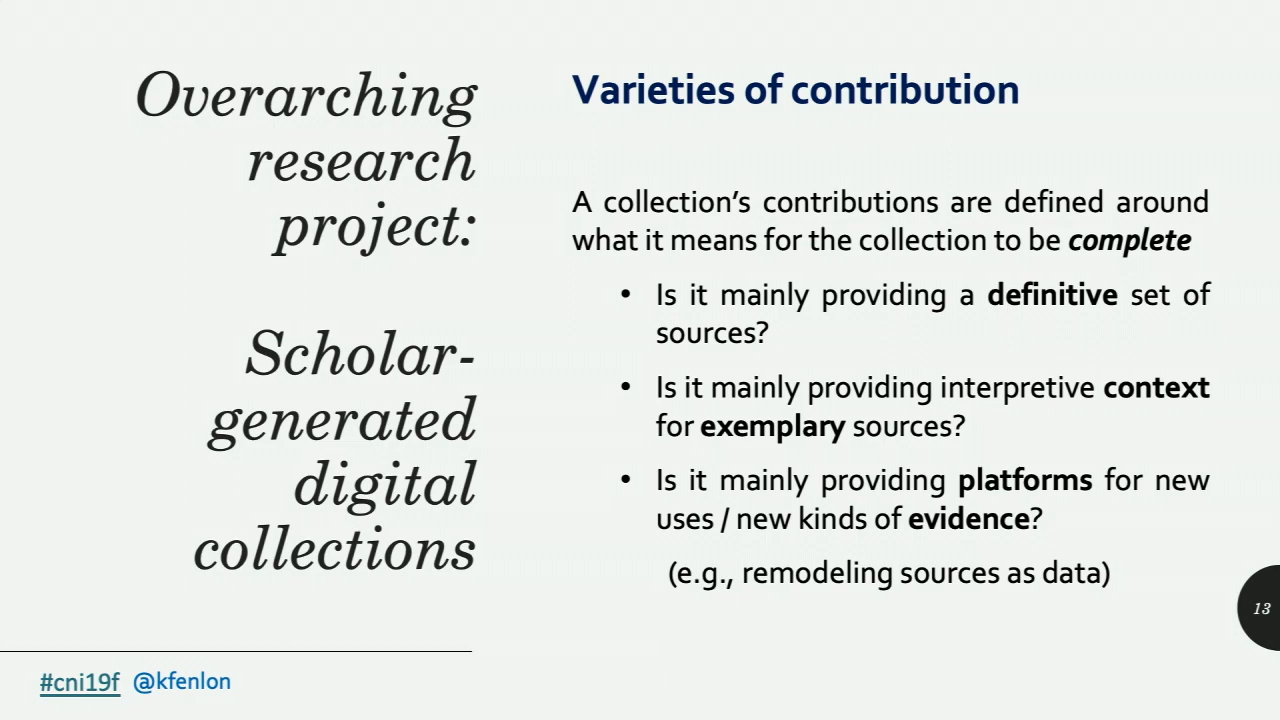 Overarching
research
project:
Scholar-
generated
digital
collections
Varieties of contribution
A collection’s contributions are defined around
what it means for the collection to be complete
• Is it mainly providing a definitive set of
sources?
• Is it mainly providing interpretive context
for exemplary sources?
• Is it mainly providing platforms for new
uses / new kinds of evidence?
(e.g., remodeling sources as data)
13
#cni19f @kfenlon